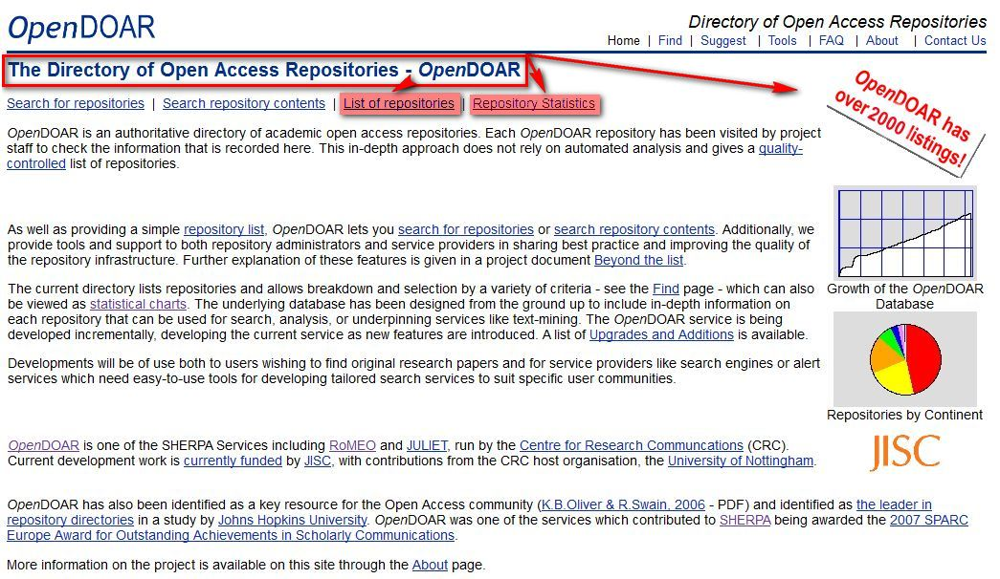 OpenDOAR
Directory of Open Access Repositories
Home | Find | Suggest | Tools | FAQ | About | Contact Us
The Directory of Open Access Repositories - OpenDOAR
Search for repositories | Search repository contents | List of repositories | Repository Statistics
OpenDOAR has
over 2000 listings!
OpenDOAR is an authoritative directory of academic open access repositories. Each OpenDOAR repository has been visited by project
staff to check the information that is recorded here. This in-depth approach does not rely on automated analysis and gives a quality-
controlled list of repositories.
As well as providing a simple repository list, OpenDOAR lets you search for repositories or search repository contents. Additionally, we
provide tools and support to both repository administrators and service providers in sharing best practice and improving the quality of
the repository infrastructure. Further explanation of these features is given in a project document Beyond the list.
The current directory lists repositories and allows breakdown and selection by a variety of criteria - see the Find page - which can also
be viewed as statistical charts. The underlying database has been designed from the ground up to include in-depth information on
each repository that can be used for search, analysis, or underpinning services like text-mining. The OpenDOAR service is being
developed incrementally, developing the current service as new features are introduced. A list of Upgrades and Additions is available.
Growth of the OpenDOAR
Database
Developments will be of use both to users wishing to find original research papers and for service providers like search engines or alert
services which need easy-to-use tools for developing tailored search services to suit specific user communities.
Repositories by Continent
OpenDOAR is one of the SHERPA Services including RoMEO and JULIET, run by the Centre for Research Communcations (CRC).
Current development work is currently funded by JISC, with contributions from the CRC host organisation, the University of Nottingham.
JISC
OpenDOAR has also been identified as a key resource for the Open Access community (K.B.Oliver & R.Swain, 2006 - PDF) and identified as the leader in
repository directories in a study by Johns Hopkins University. OpenDOAR was one of the services which contributed to SHERPA being awarded the 2007 SPARC
Europe Award for Outstanding Achievements in Scholarly Communications.
More information on the project is available on this site through the About page.